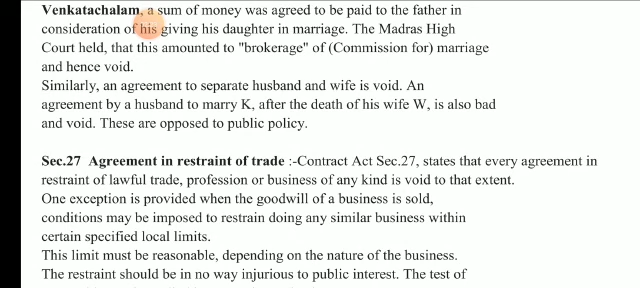 Venkatachalam, a sum of money was agreed to be paid to the father in
consideration of his giving his daughter in marriage. The Madras High
Court held, that this amounted to "brokerage" of (Commission for) marriage
and hence void.
Similarly, an agreement to separate husband and wife is void. An
agreement by a husband to marry K, after the death of his wife W, is also bad
and void. These are opposed to public policy.
Sec.27 Agreement in restraint of trade :-Contract Act Sec.27, states that every agreement in
restraint of lawful trade, profession or business of any kind is void to that extent.
One exception is provided when the goodwill of a business is sold,
conditions may be imposed to restrain doing any similar business within
certain specified local limits.
This limit must be reasonable, depending on the nature of the business.
The restraint should be in no way injurious to public interest. The test of